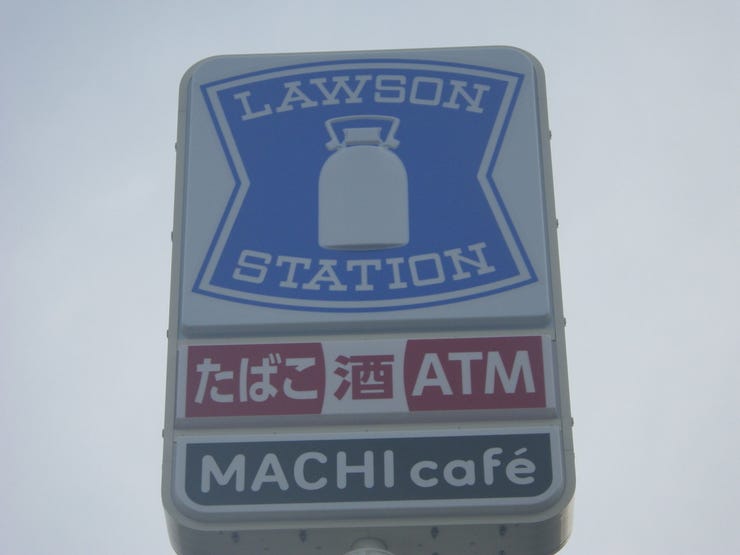 LAWSON
STATION
たばこ 酒 ATM
MACHI café